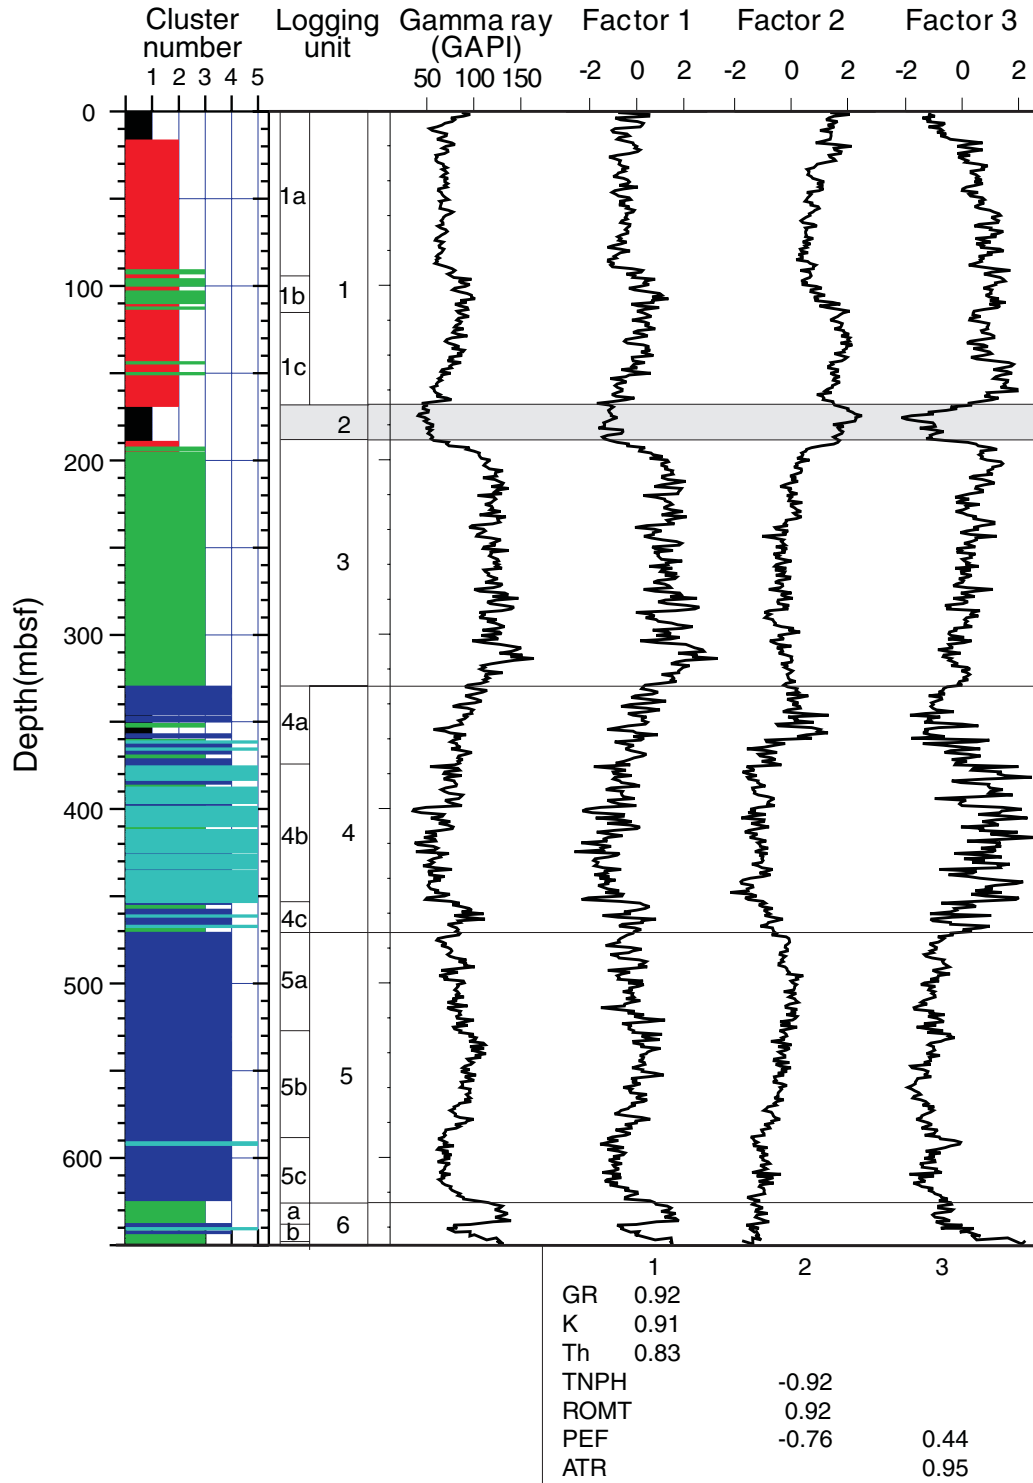 Cluster number
Logging unit
Gamma ray (GAPI)
Factor 1
Factor 2
Factor 3
1 2 3 4 5
50 100 150
-2 0 2
-2 0 2
-2 0 2
Depth(mbsf)
0
100
200
300
400
500
600
1a
1b
1c
1
2
3
4a
4b
4c
4
5a
5b
5c
5
a
b
6
1 2 3
GR 0.92
K 0.91
Th 0.83
TNPH -0.92
ROMT 0.92
PEF -0.76 0.44
ATR 0.95